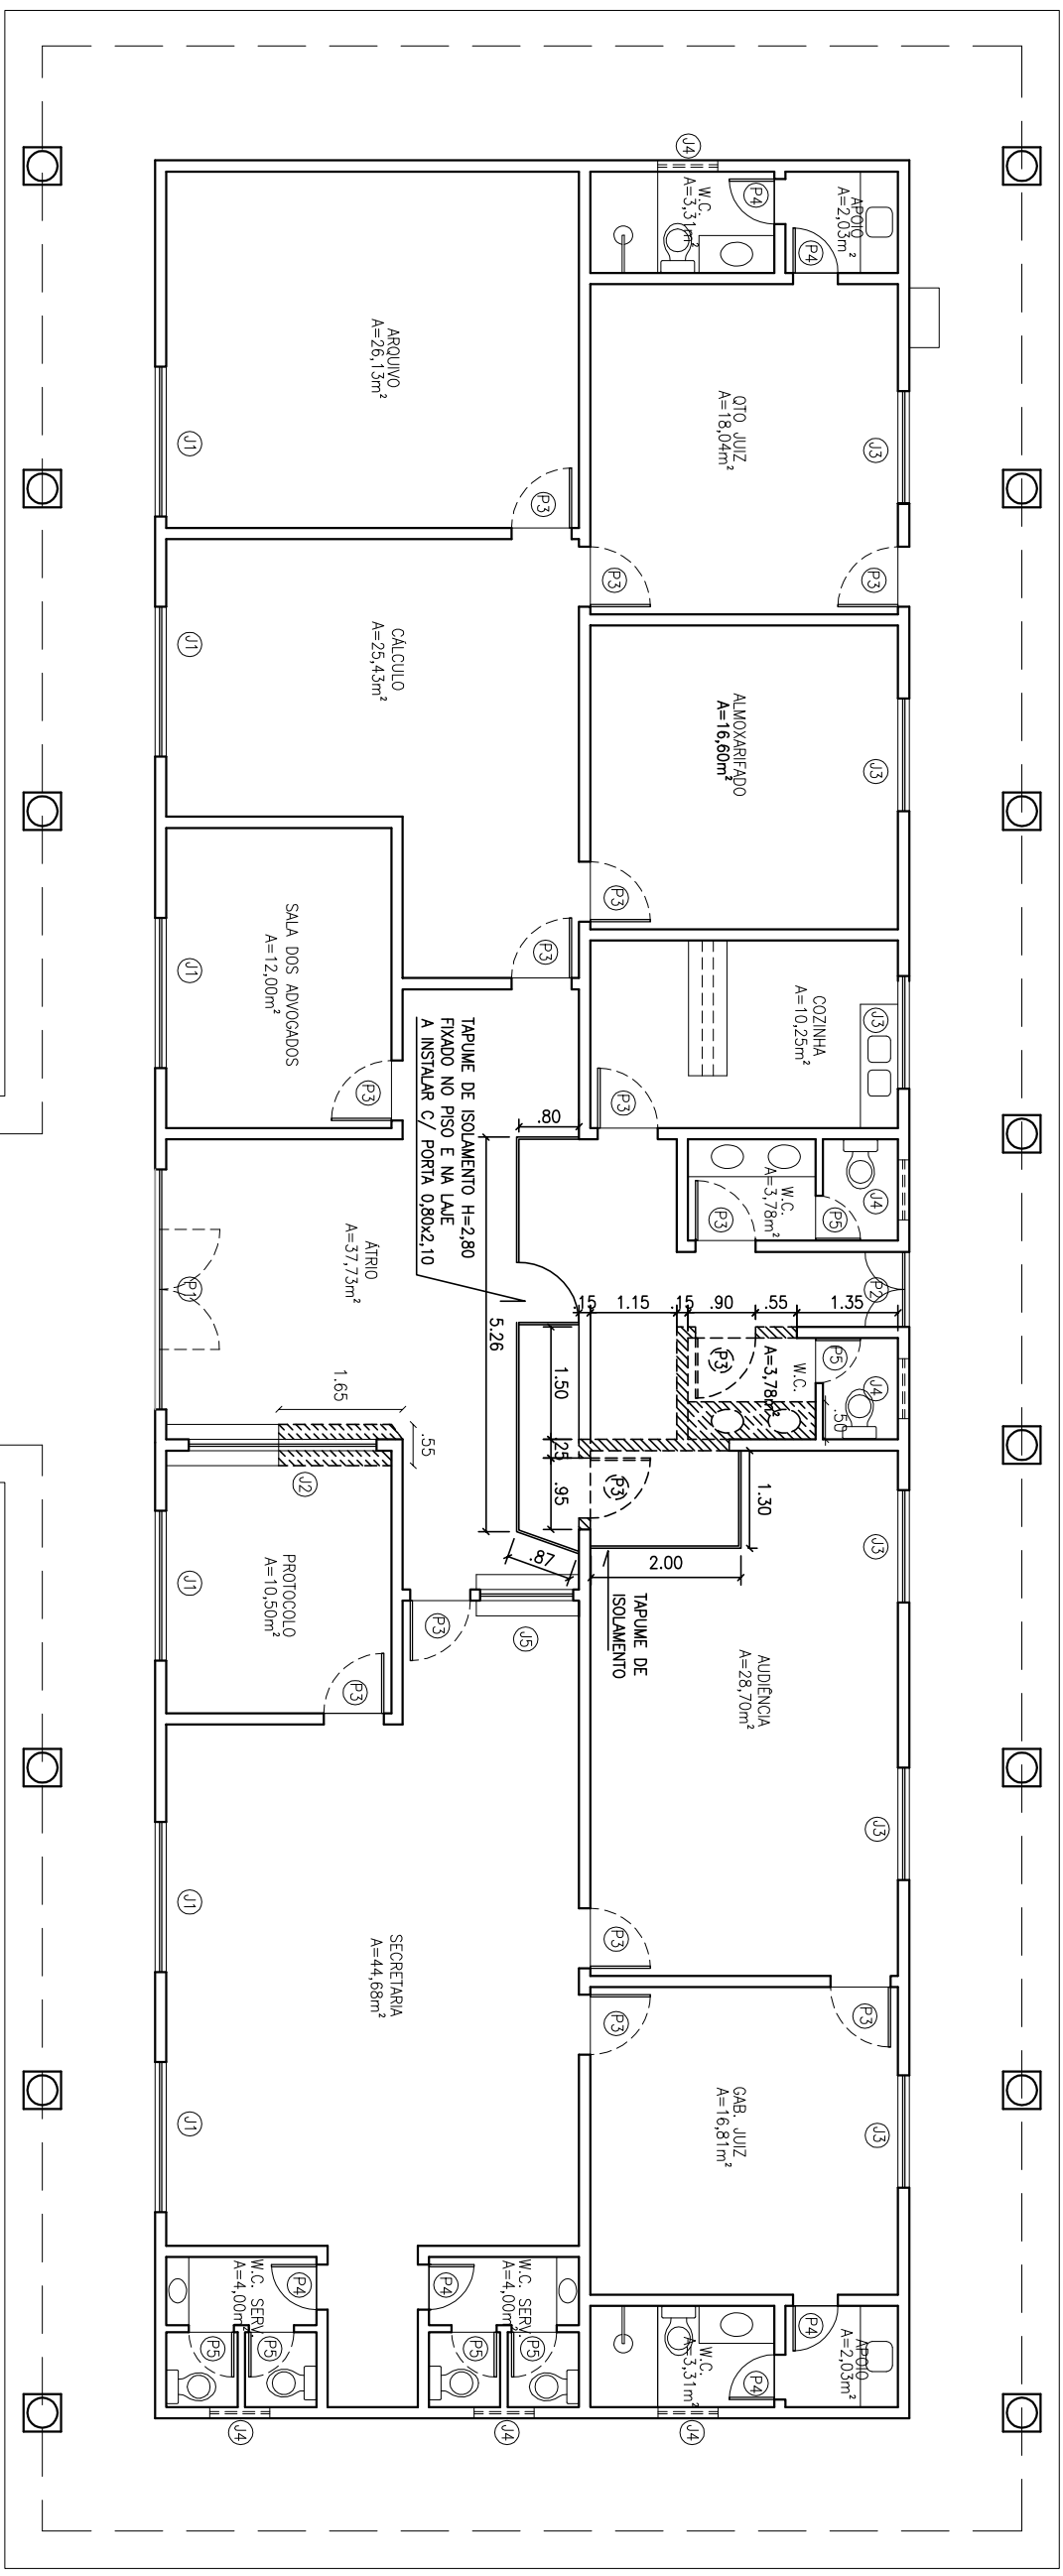 J4
W.C.
A=3,31m²
P4
APOIO
A=2,03m²
P4
ARQUIVO
A=26,13m²
J1
P3
QTO JUIZ
A=18,04m²
J3
P3
P3
CÁLCULO
A=25,43m²
J1
P3
ALMOXARIFADO
A=16,60m²
J3
P3
SALA DOS ADVOGADOS
A=12,00m²
J1
P3
COZINHA
A=10,25m²
J3
P3
TAPUME DE ISOLAMENTO H=2,80
FIXADO NO PISO E NA LAJE
A INSTALAR C/ PORTA 0,80x2,10
.80
5.26
W.C.
A=3,78m²
P3
P5
J4
ÁTRIO
A=37,73m²
P1
P2
.15
1.15
.15
.90
.55
1.35
P3
W.C.
A=3,78m²
P5
J4
.50
1.50
.25
.95
.87
1.65
.55
J2
P3
1.30
2.00
TAPUME DE
ISOLAMENTO
PROTOCOLO
A=10,50m²
J1
P3
P3
J5
AUDIÊNCIA
A=28,70m²
J3
J3
P3
P3
SECRETARIA
A=44,68m²
J1
J1
P3
GAB. JUIZ
A=16,81m²
J3
W.C. SERV.
A=4,00m²
P4
P5
P5
J4
W.C. SERV.
A=4,00m²
P4
P5
P5
J4
W.C.
A=3,31m²
P4
J4
APOIO
A=2,03m²
P4